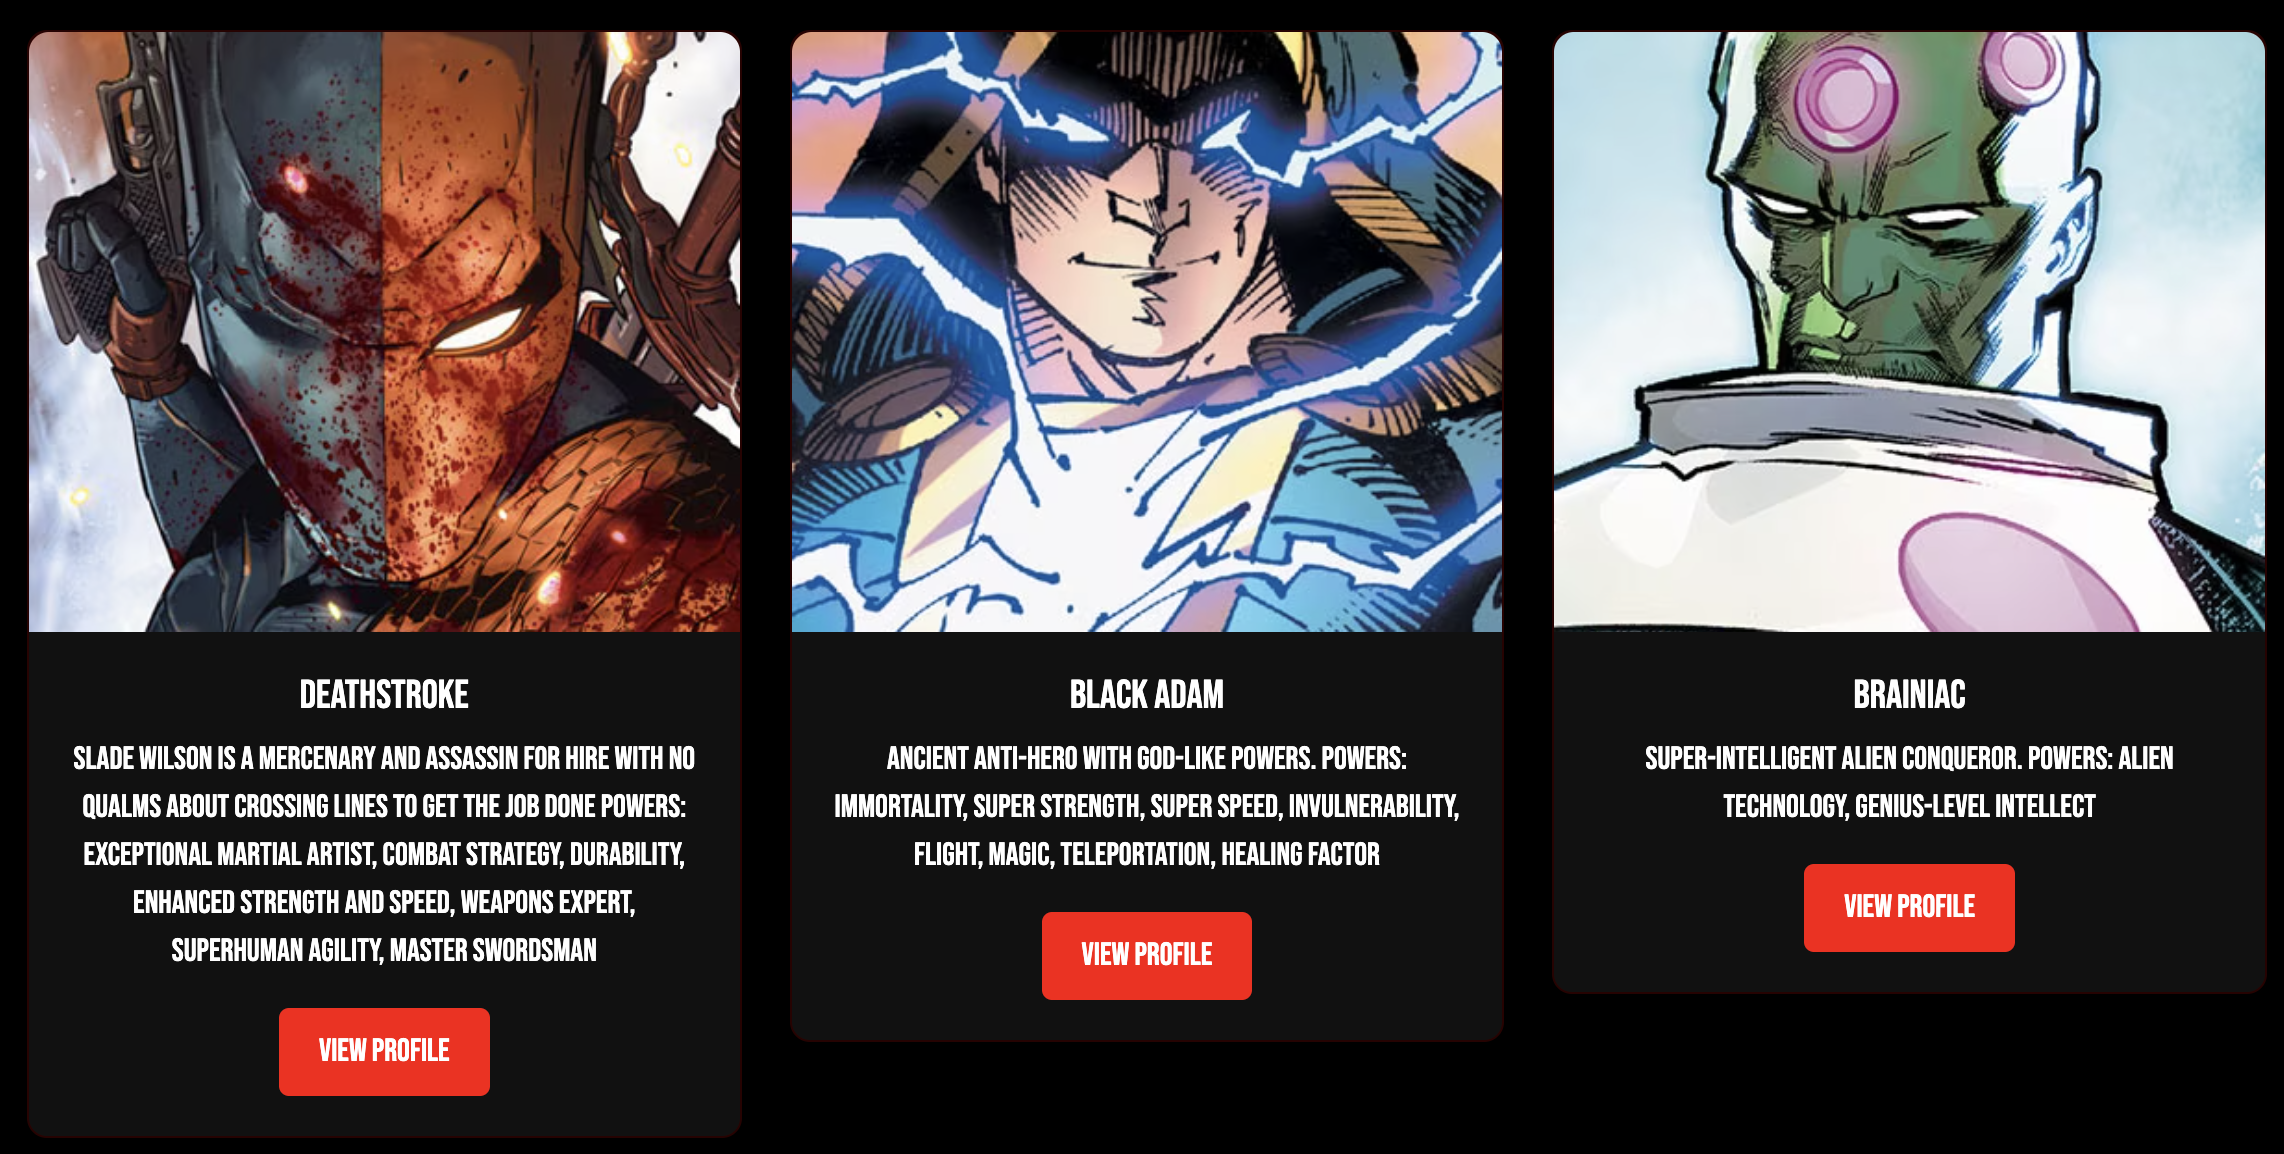 DEATHSTROKE
SLADE WILSON IS A MERCENARY AND ASSASSIN FOR HIRE WITH NO
QUALMS ABOUT CROSSING LINES TO GET THE JOB DONE POWERS:
EXCEPTIONAL MARTIAL ARTIST, COMBAT STRATEGY, DURABILITY,
ENHANCED STRENGTH AND SPEED, WEAPONS EXPERT,
SUPERHUMAN AGILITY, MASTER SWORDSMAN
VIEW PROFILE
BLACK ADAM
ANCIENT ANTI-HERO WITH GOD-LIKE POWERS. POWERS:
IMMORTALITY, SUPER STRENGTH, SUPER SPEED, INVULNERABILITY,
FLIGHT, MAGIC, TELEPORTATION, HEALING FACTOR
VIEW PROFILE
BRAINIAC
SUPER-INTELLIGENT ALIEN CONQUEROR. POWERS: ALIEN
TECHNOLOGY, GENIUS-LEVEL INTELLECT
VIEW PROFILE